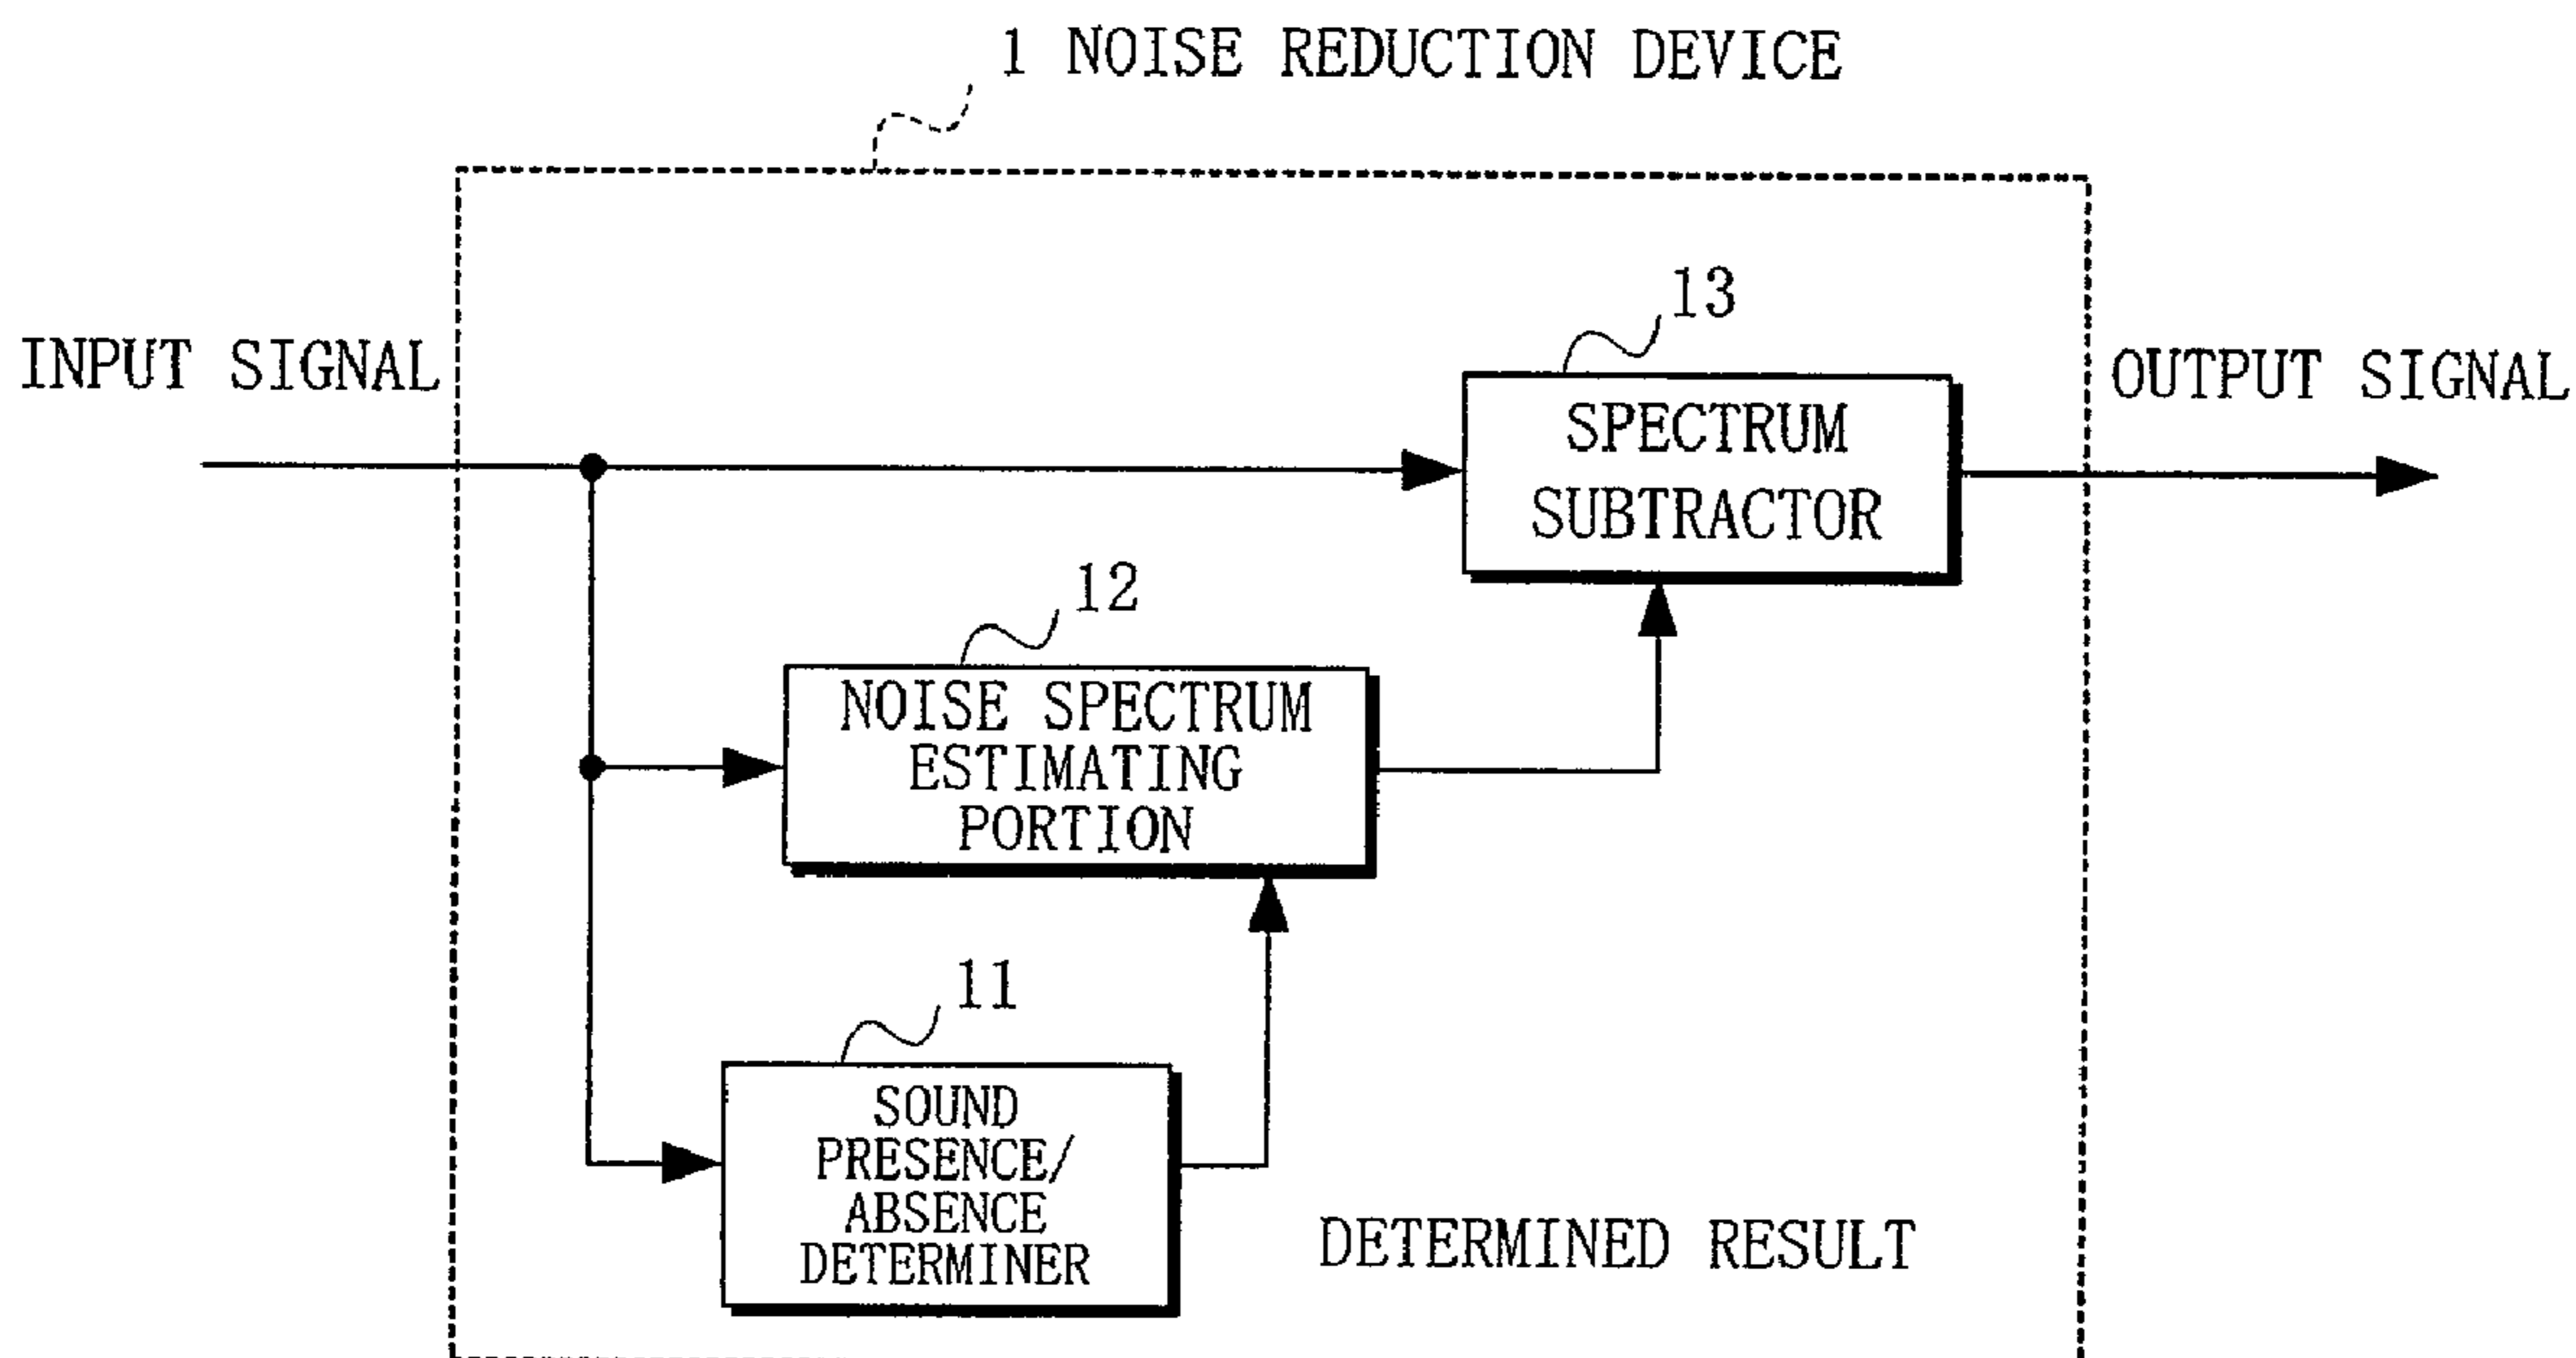 1 NOISE REDUCTION DEVICE
INPUT SIGNAL
13
OUTPUT SIGNAL
SPECTRUM
SUBTRACTOR
12
NOISE SPECTRUM
ESTIMATING
PORTION
11
SOUND
PRESENCE/
ABSENCE
DETERMINER
DETERMINED RESULT